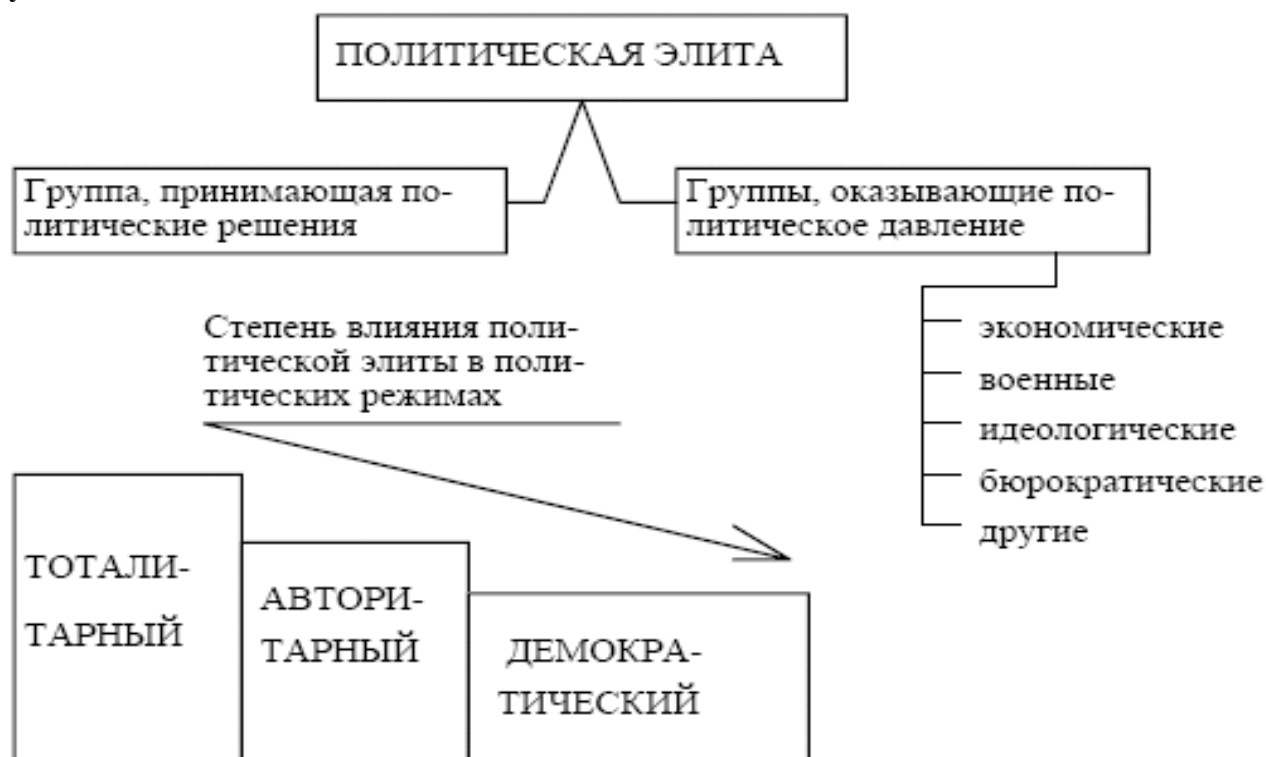 ПОЛИТИЧЕСКАЯ ЭЛИТА
Группа, принимающая по-
литические решения
Группы, оказывающие по-
литическое давление
экономические
военные
идеологические
бюрократические
другие
Степень влияния поли-
тической элиты в поли-
тических режимах
ТОТАЛИ-
ТАРНЫЙ
АВТОРИ-
ТАРНЫЙ
ДЕМОКРА-
ТИЧЕСКИЙ